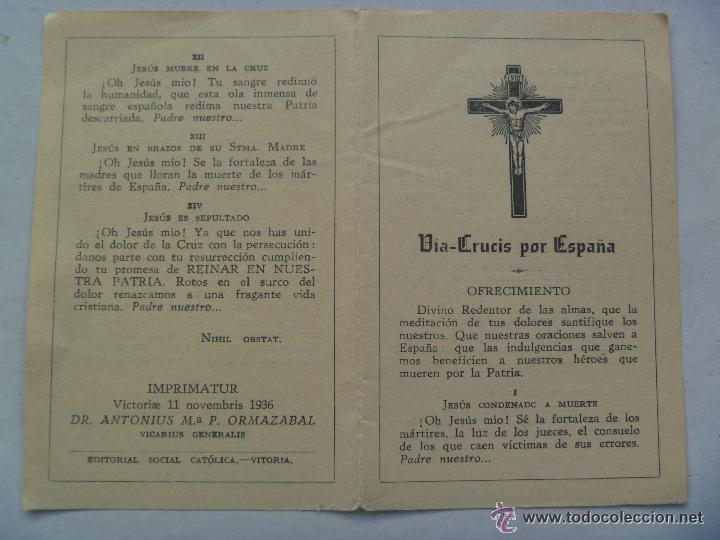 XII
JESÚS MUERE EN LA CRUZ
¡Oh Jesús mío! Tu sangre redimió
la humanidad, que esta ola inmensa de
sangre española redima nuestra Patria
descarriada. Padre nuestro...
XIII
JESÚS EN BRAZOS DE SU STMA. MADRE
¡Oh Jesús mío! Se la fortaleza de las
madres que lloran la muerte de los már-
tires de España. Padre nuestro...
XIV
JESÚS ES SEPULTADO
¡Oh Jesús mío! Ya que nos has uni-
do el dolor de la Cruz con la persecución:
danos parte con tu resurrección cumplien-
do tu promesa de REINAR EN NUES-
TRA PATRIA. Rotos en el surco del
dolor renazcamos a una fragante vida
cristiana. Padre nuestro...
NIHIL OBSTAT.
IMPRIMATUR
Victoriæ 11 novembris 1936
DR. ANTONIUS M.ª P. ORMAZABAL
VICARIUS GENERALIS
EDITORIAL SOCIAL CATÓLICA.—VITORIA.
Vía-Crucis por España
OFRECIMIENTO
Divino Redentor de las almas, que la
meditación de tus dolores santifique los
nuestros. Que nuestras oraciones salven a
España: que las indulgencias que gane-
mos beneficien a nuestros héroes que
mueren por la Patria.
I
JESÚS CONDENADO A MUERTE
¡Oh Jesús mío! Sé la fortaleza de los
mártires, la luz de los jueces, el consuelo
de los que caen víctimas de sus errores.
Padre nuestro...
todocoleccion
www.todocoleccion.net